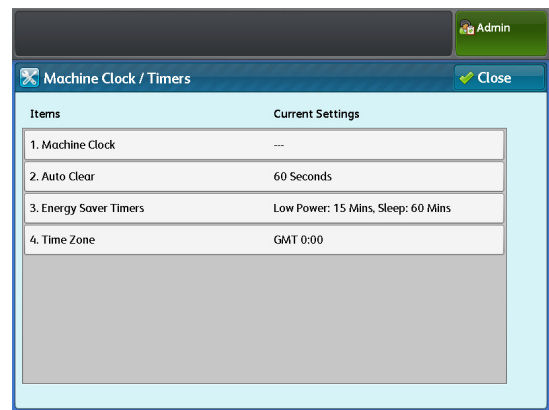 Admin
Machine Clock / Timers
Close
Items Current Settings
1. Machine Clock ---
2. Auto Clear 60 Seconds
3. Energy Saver Timers Low Power: 15 Mins, Sleep: 60 Mins
4. Time Zone GMT 0:00